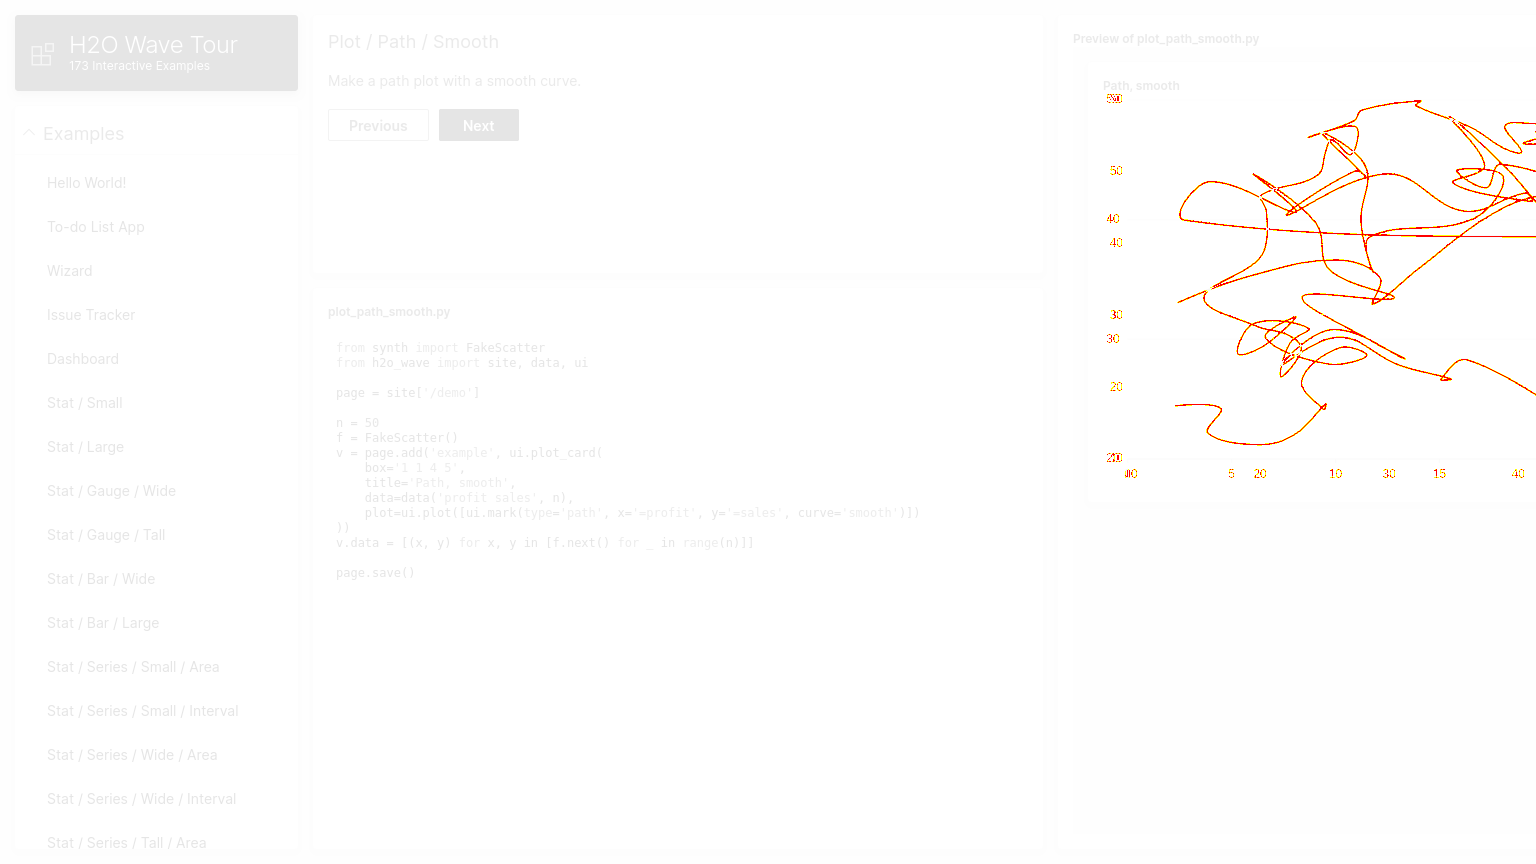 H2O Wave Tour
173 Interactive Examples
Examples
Hello World!
To-do List App
Wizard
Issue Tracker
Dashboard
Stat / Small
Stat / Large
Stat / Gauge / Wide
Stat / Gauge / Tall
Stat / Bar / Wide
Stat / Bar / Large
Stat / Series / Small / Area
Stat / Series / Small / Interval
Stat / Series / Wide / Area
Stat / Series / Wide / Interval
Stat / Series / Tall / Area
Plot / Path / Smooth
Make a path plot with a smooth curve.
Previous
Next
plot_path_smooth.py
from synth import FakeScatter
from h2o_wave import site, data, ui
page = site['/demo']
n = 50
f = FakeScatter()
v = page.add('example', ui.plot_card(
    box='1 1 4 5',
    title='Path, smooth',
    data=data('profit sales', n),
    plot=ui.plot([ui.mark(type='path', x='=profit', y='=sales', curve='smooth')])
))
v.data = [(x, y) for x, y in [f.next() for _ in range(n)]]
page.save()
Preview of plot_path_smooth.py
Path, smooth
50
40
40
30
30
20
5 20 10 30 15 40